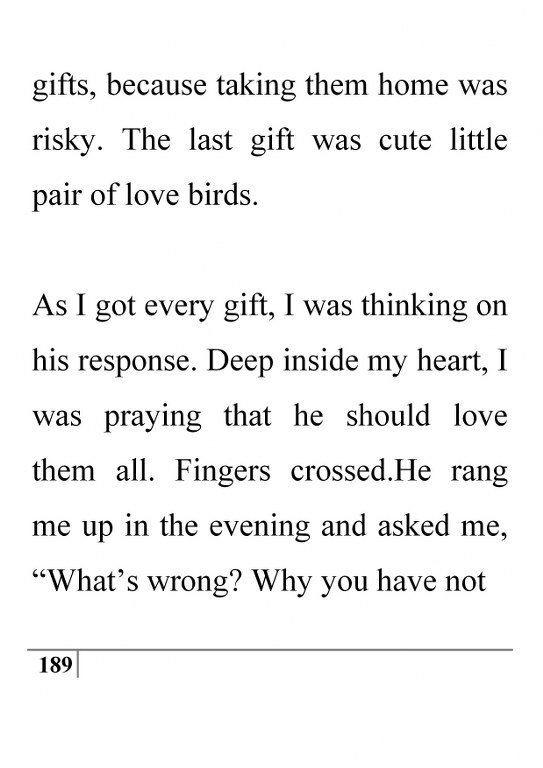 gifts, because taking them home was
risky. The last gift was cute little
pair of love birds.
As I got every gift, I was thinking on
his response. Deep inside my heart, I
was praying that he should love
them all. Fingers crossed.He rang
me up in the evening and asked me,
“What’s wrong? Why you have not
189